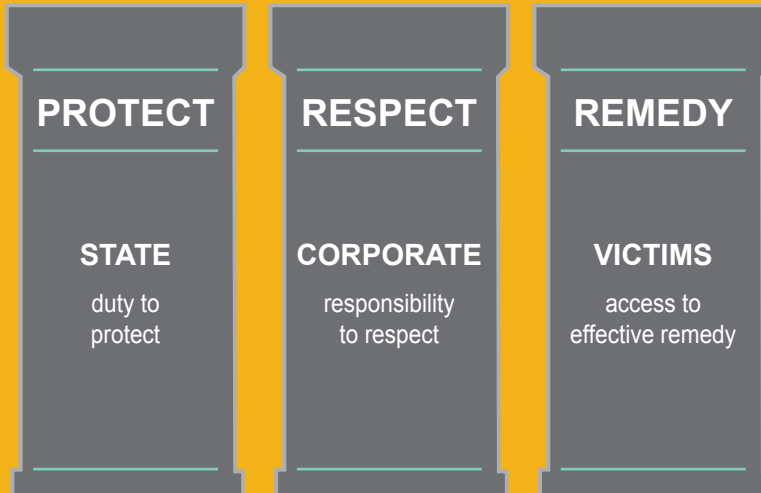 PROTECT
STATE
duty to
protect
RESPECT
CORPORATE
responsibility
to respect
REMEDY
VICTIMS
access to
effective remedy